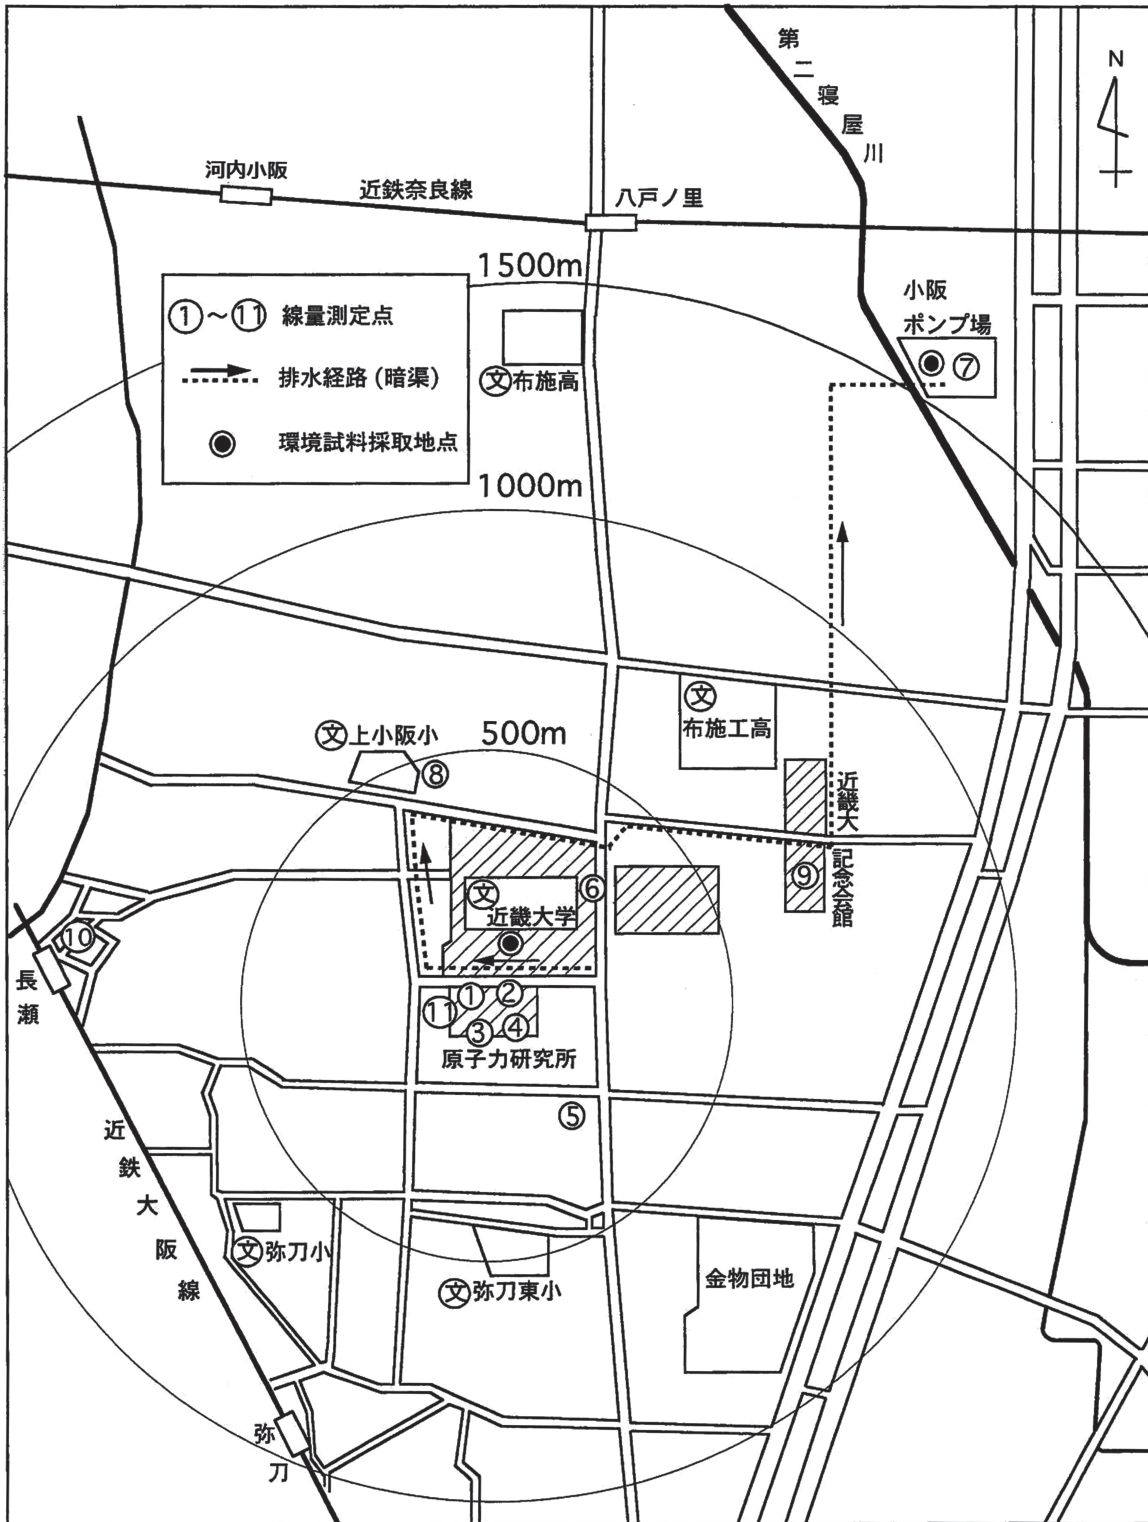 第二寝屋川
N
河内小阪
近鉄奈良線
八戸ノ里
1500m
小阪
ポンプ場
⑦
①～⑪ 線量測定点
排水経路(暗渠)
環境試料採取地点
文布施高
1000m
文
布施工高
文上小阪小
500m
⑧
近畿大
記念会館
⑨
文
近畿大学
⑥
⑩
長瀬
①
②
⑪
③
④
原子力研究所
⑤
近鉄大阪線
文弥刀小
文弥刀東小
金物団地
弥刀